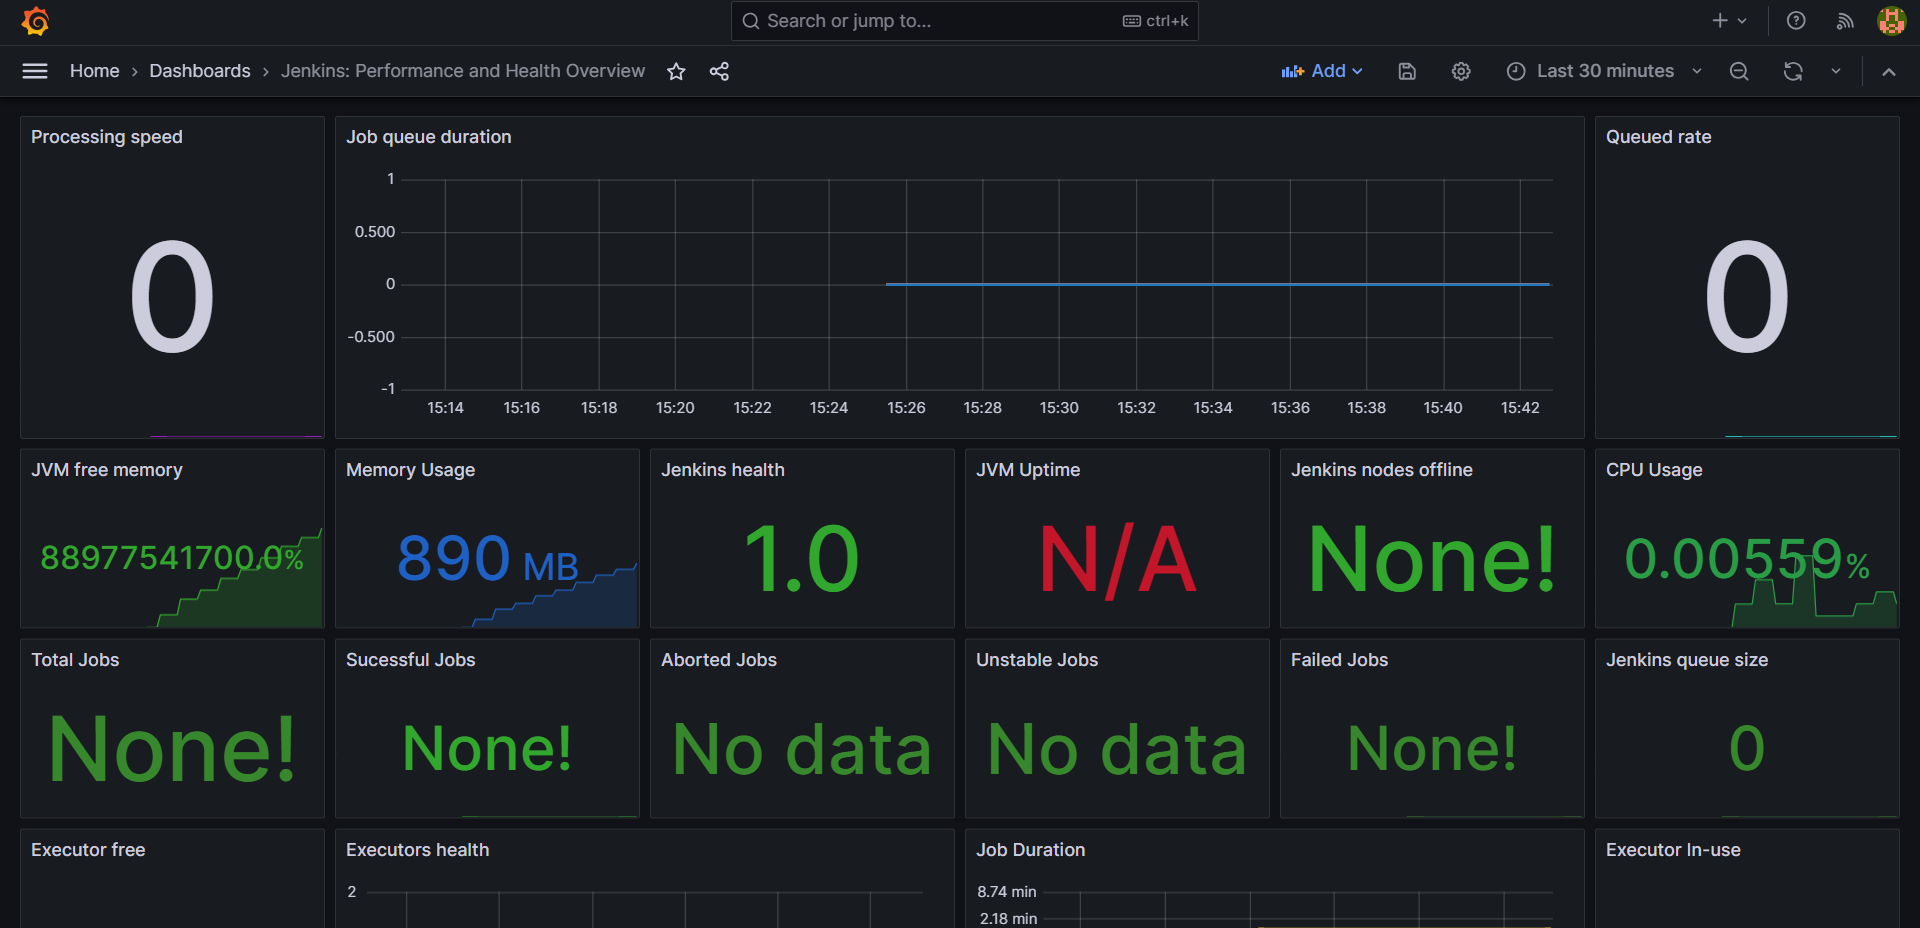 Search or jump to... ctrl+k
Home › Dashboards › Jenkins: Performance and Health Overview
Add
Last 30 minutes
Processing speed
0
Job queue duration
1
0.500
0
-0.500
-1
15:14 15:16 15:18 15:20 15:22 15:24 15:26 15:28 15:30 15:32 15:34 15:36 15:38 15:40 15:42
Queued rate
0
JVM free memory
88977541700.0%
Memory Usage
890 MB
Jenkins health
1.0
JVM Uptime
N/A
Jenkins nodes offline
None!
CPU Usage
0.00559%
Total Jobs
None!
Sucessful Jobs
None!
Aborted Jobs
No data
Unstable Jobs
No data
Failed Jobs
None!
Jenkins queue size
0
Executor free
Executors health
2
Job Duration
8.74 min
2.18 min
Executor In-use